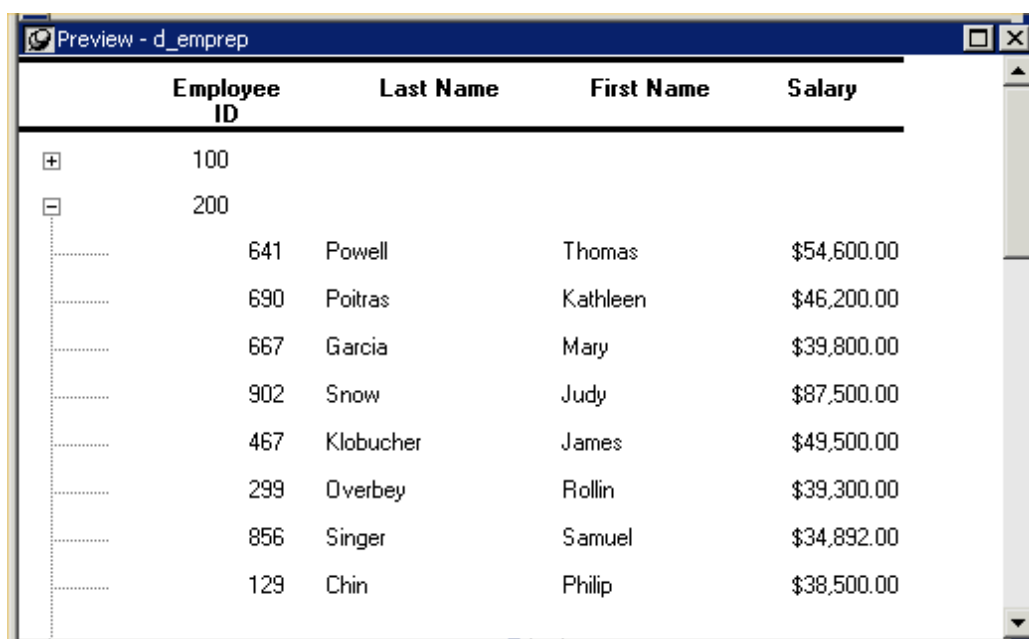 Preview - d_emprep
Employee ID Last Name First Name Salary
100
200
641 Powell Thomas $54,600.00
690 Poitras Kathleen $46,200.00
667 Garcia Mary $39,800.00
902 Snow Judy $87,500.00
467 Klobucher James $49,500.00
299 Overbey Rollin $39,300.00
856 Singer Samuel $34,892.00
129 Chin Philip $38,500.00